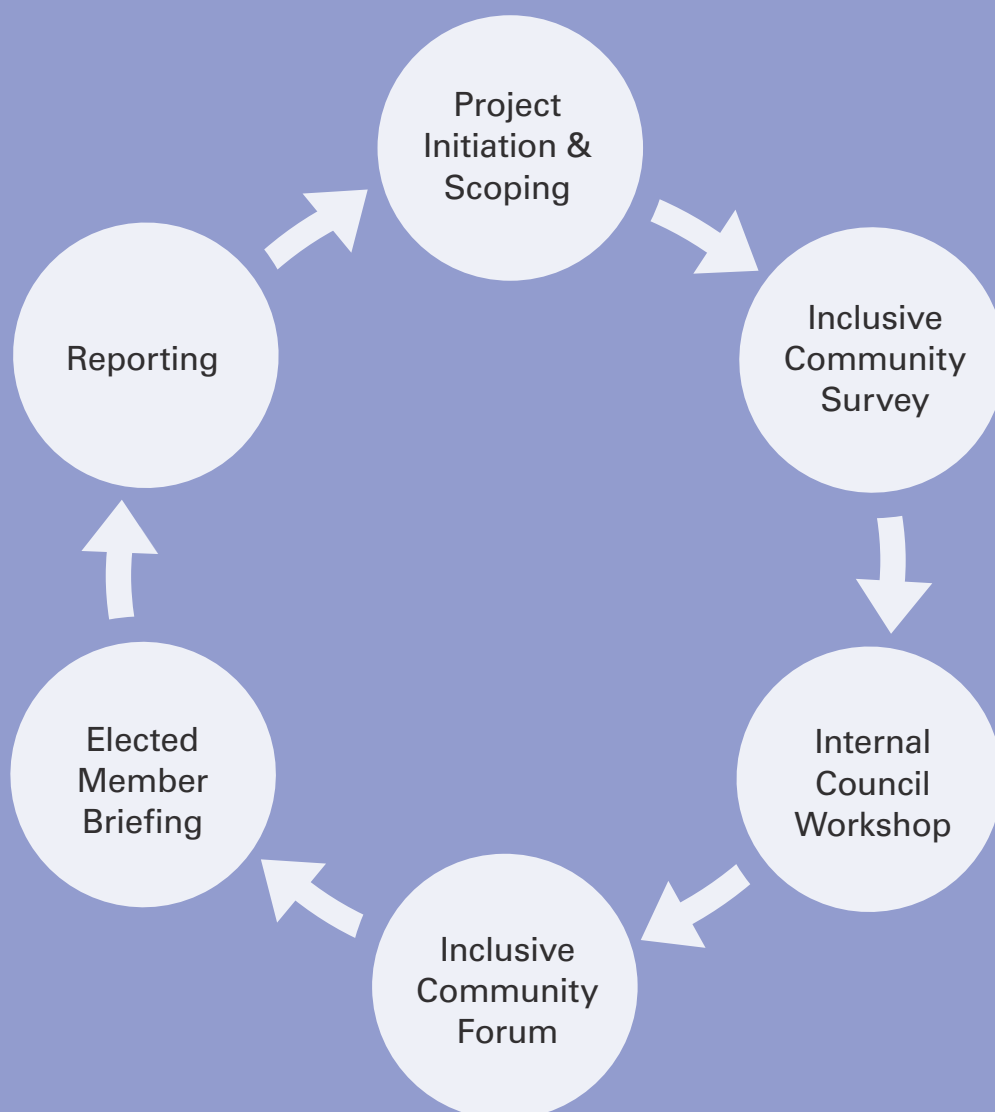 Project
Initiation &
Scoping
Inclusive
Community
Survey
Internal
Council
Workshop
Inclusive
Community
Forum
Elected
Member
Briefing
Reporting